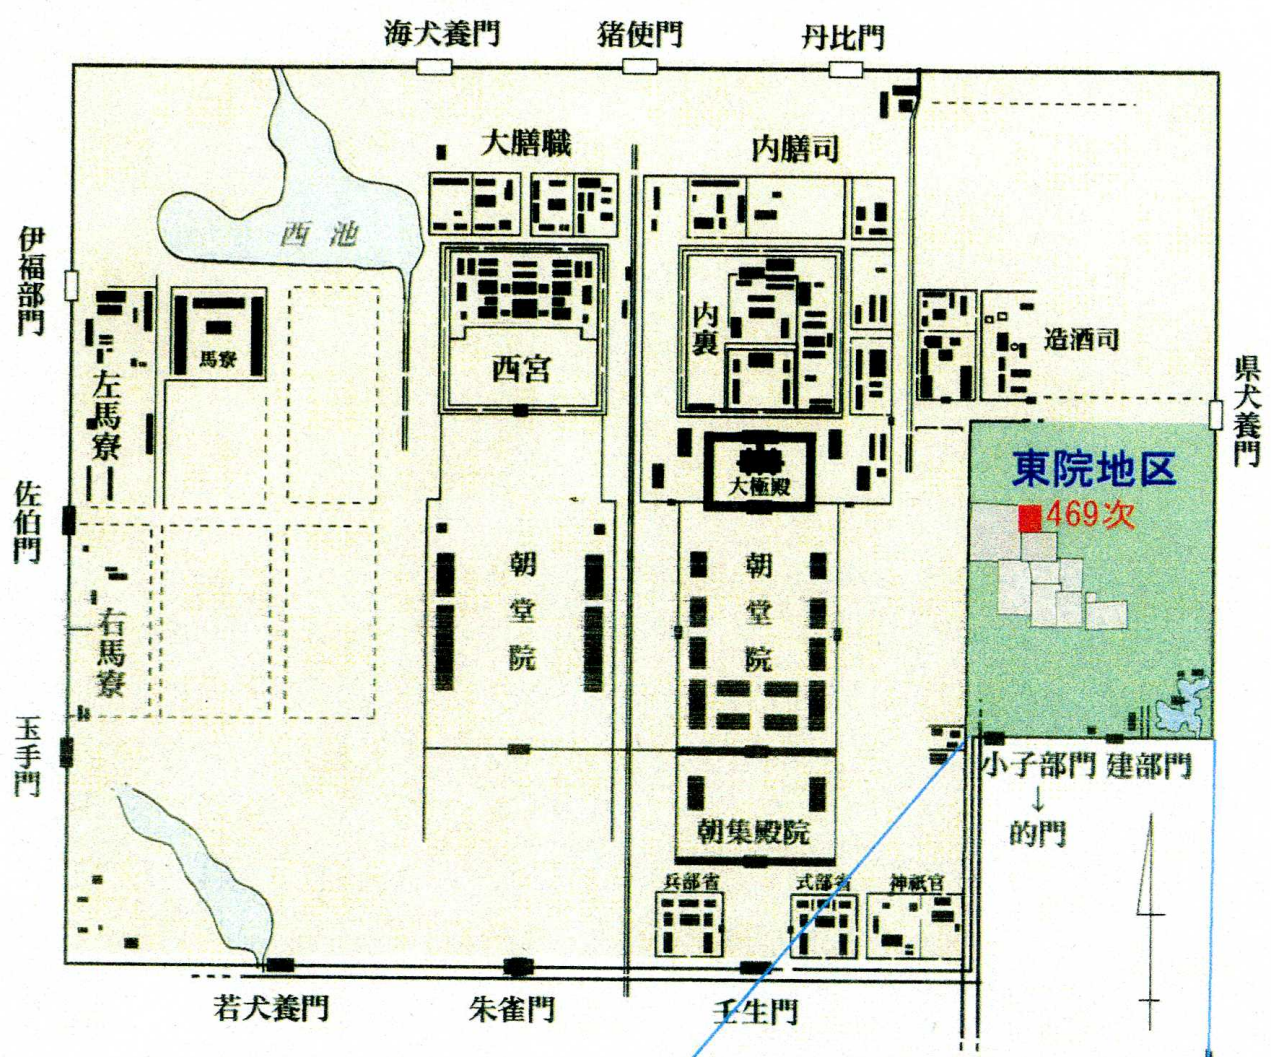 海犬養門
猪使門
丹比門
大膳職
内膳司
西池
伊福部門
馬寮
左馬寮
西宮
内裏
造酒司
県犬養門
大極殿
東院地区
469次
佐伯門
朝堂院
朝堂院
右馬寮
玉手門
小子部門
建部門
↓
的門
朝集殿院
兵部省
式部省
神祇官
若犬養門
朱雀門
壬生門